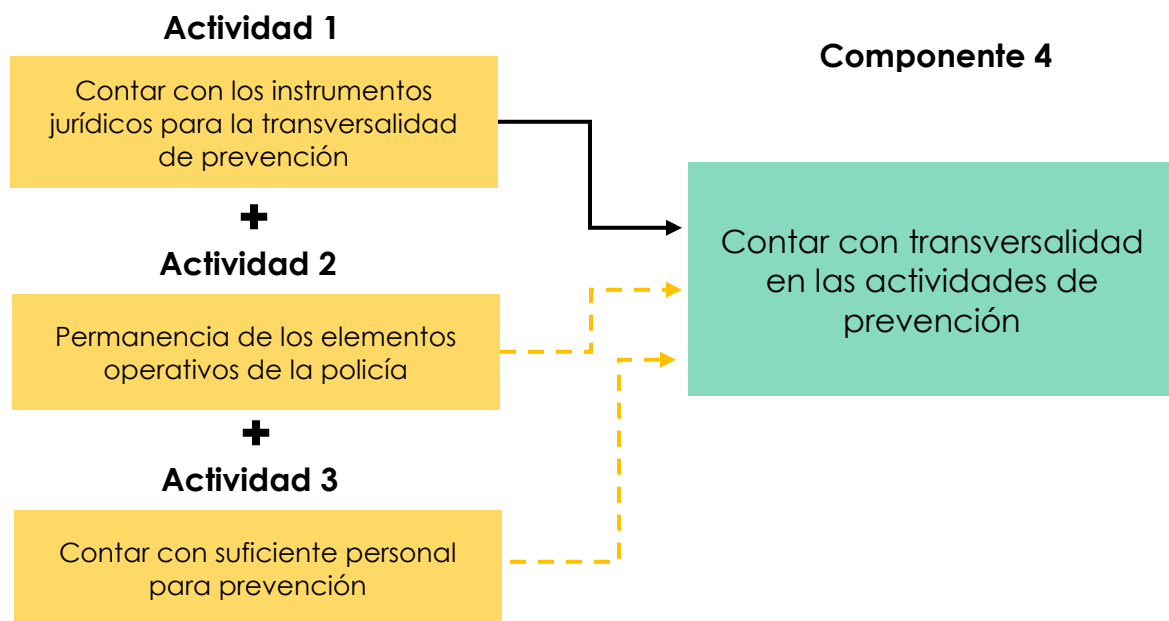 Actividad 1
Contar con los instrumentos
jurídicos para la transversalidad
de prevención
+
Actividad 2
Permanencia de los elementos
operativos de la policía
+
Actividad 3
Contar con suficiente personal
para prevención
Componente 4
Contar con transversalidad
en las actividades de
prevención